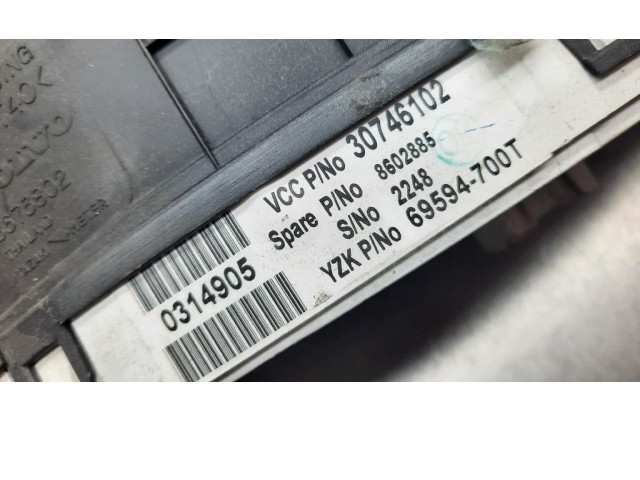 VOLVO
VCC P/No 30746102
Spare P/No 8602885
S/No 2248
YZK P/No 69594-700T
0314905